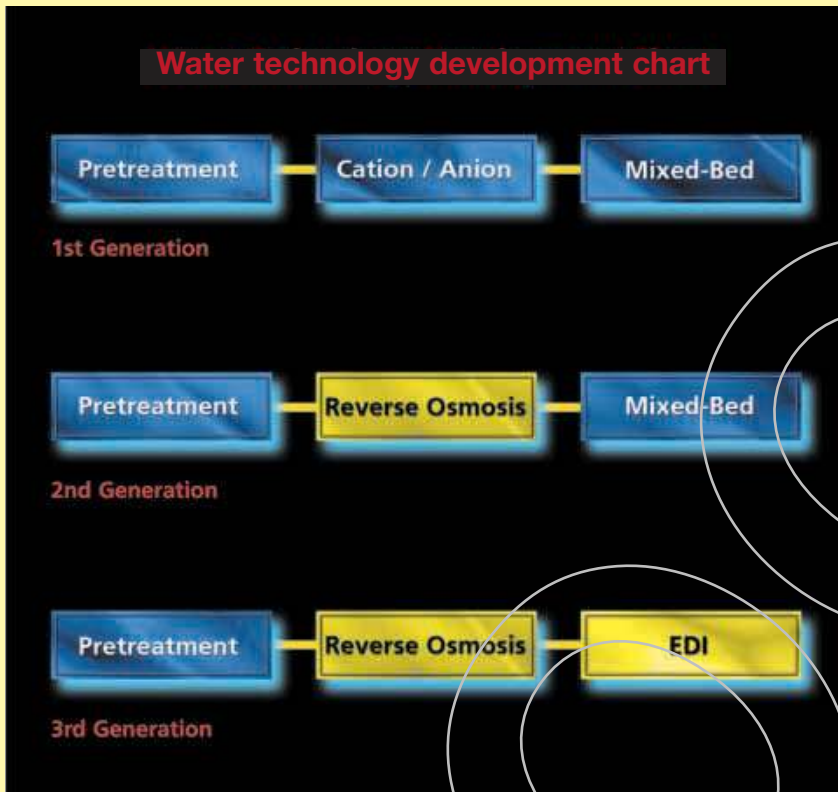 Water technology development chart
Pretreatment Cation / Anion Mixed-Bed
1st Generation
Pretreatment Reverse Osmosis Mixed-Bed
2nd Generation
Pretreatment Reverse Osmosis EDI
3rd Generation